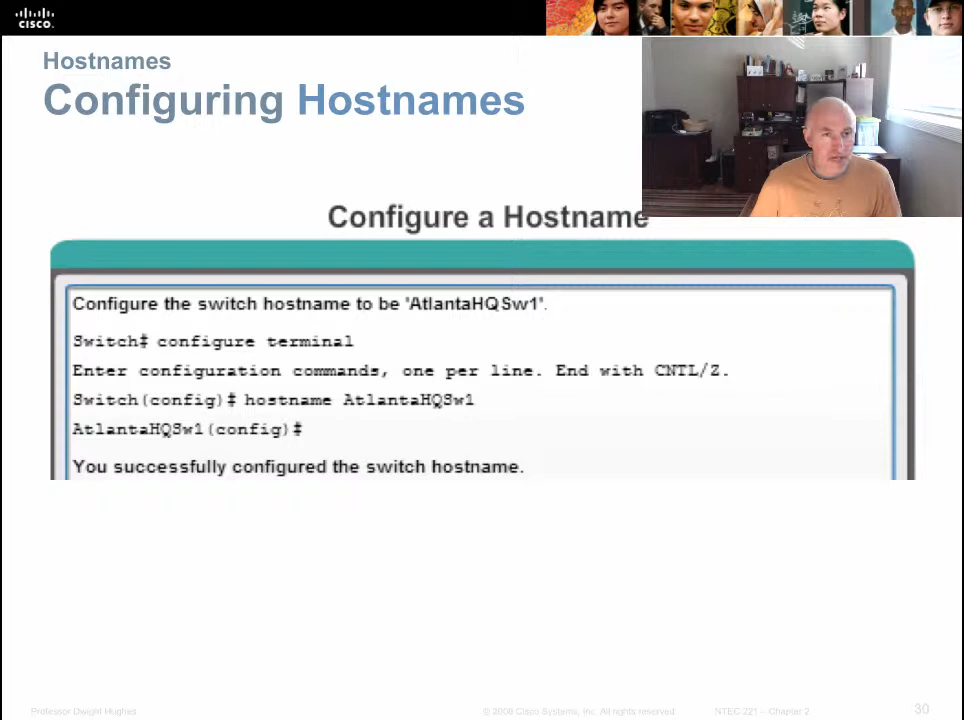 CISCO
Hostnames
Configuring Hostnames
Configure a Hostname
Configure the switch hostname to be 'AtlantaHQSw1'.
Switch# configure terminal
Enter configuration commands, one per line. End with CNTL/Z.
Switch(config)# hostname AtlantaHQSw1
AtlantaHQSw1(config)#
You successfully configured the switch hostname.
Professor Dwight Hughes
© 2008 Cisco Systems, Inc. All rights reserved.
NTEC 221 – Chapter 2
30